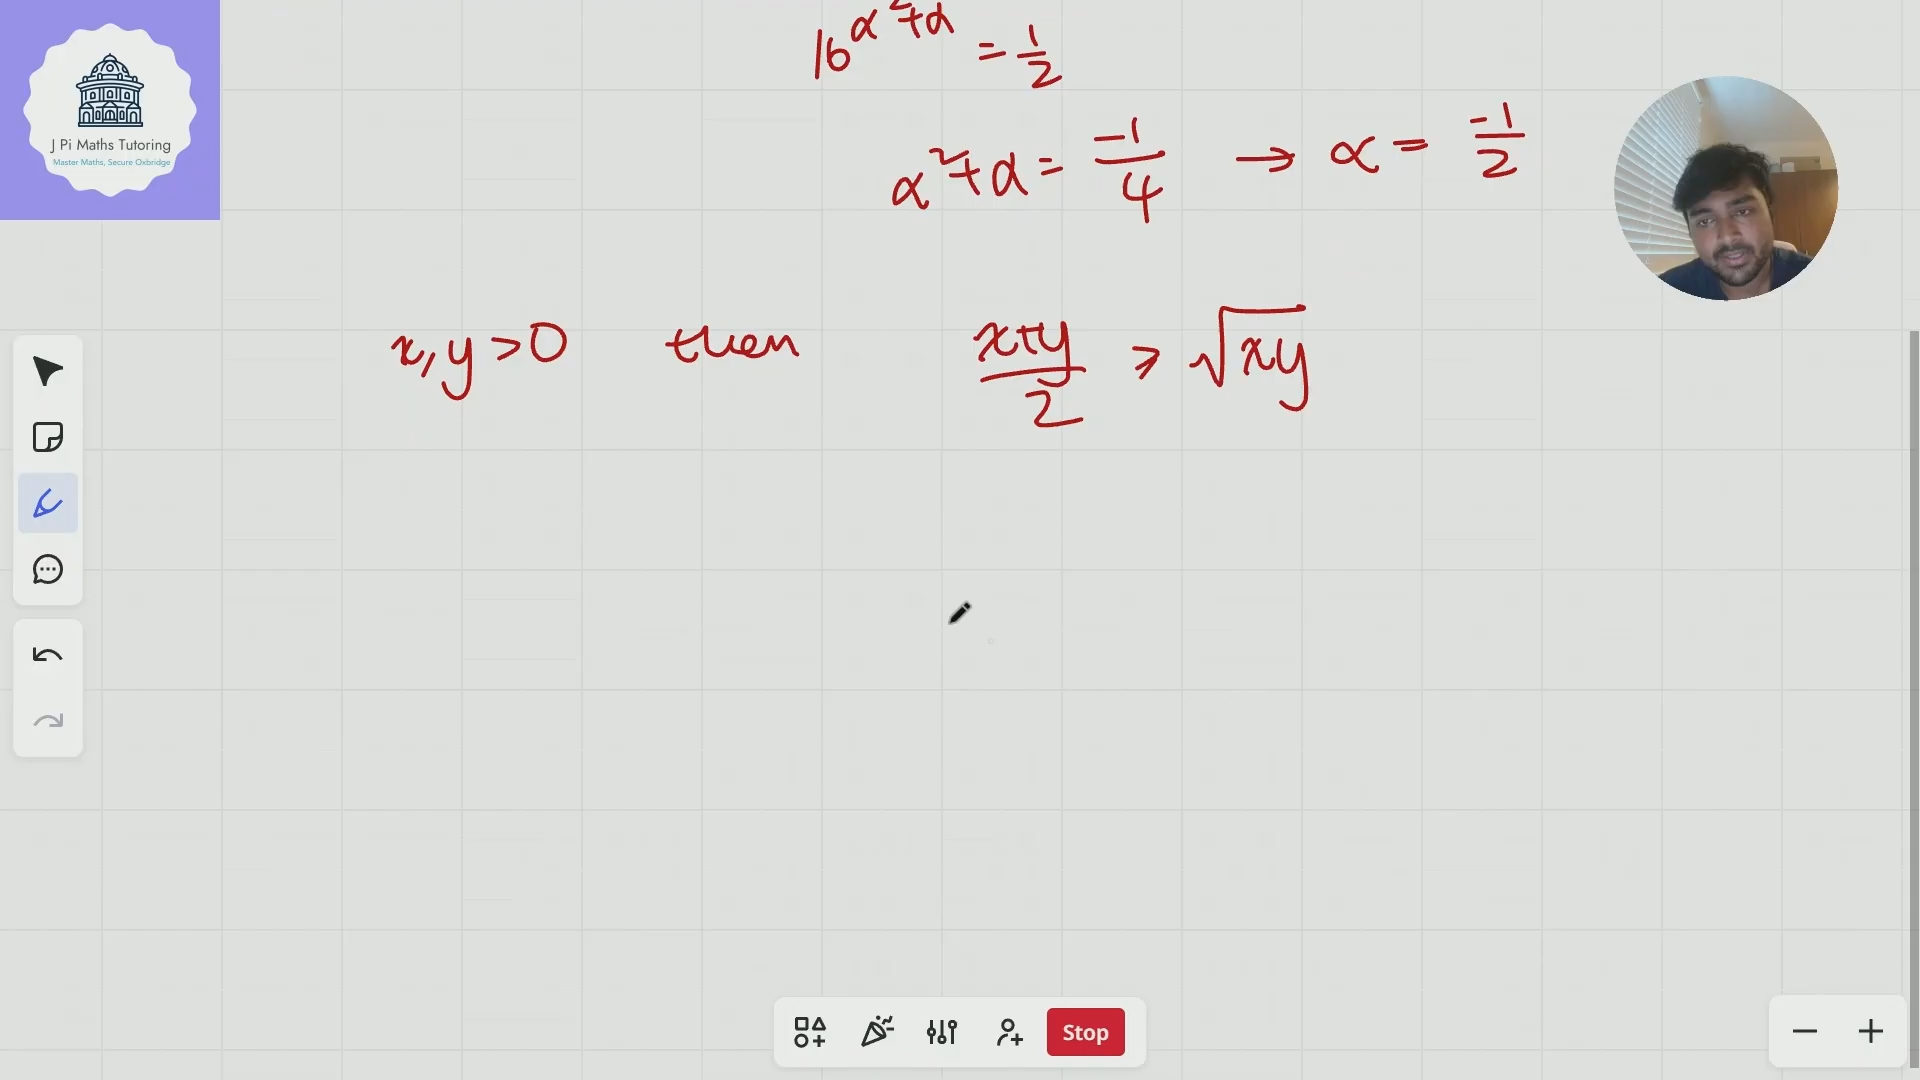 16^{α²+α} = 1/2
J Pi Maths Tutoring
Master Maths, Secure Oxbridge
α²+α = -1/4 → α = -1/2
x, y > 0 then (x+y)/2 ≥ √xy
Stop